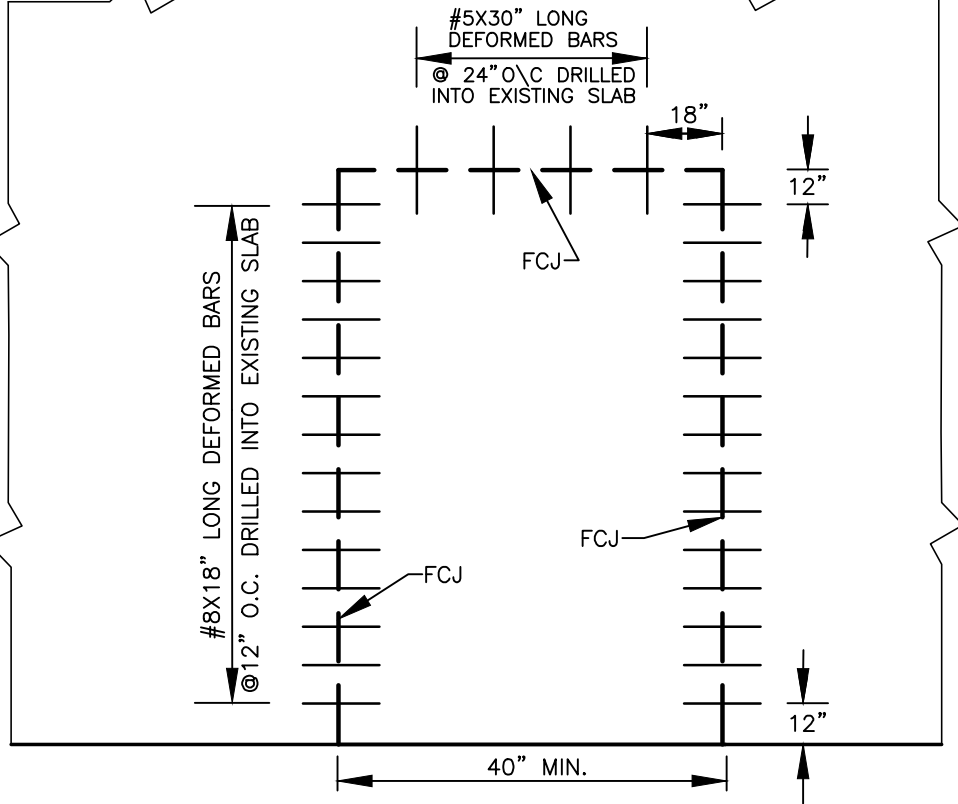 #5X30" LONG
DEFORMED BARS
@ 24" O\C DRILLED
INTO EXISTING SLAB
18"
12"
FCJ
#8X18" LONG DEFORMED BARS
@12" O.C. DRILLED INTO EXISTING SLAB
FCJ
FCJ
12"
40" MIN.